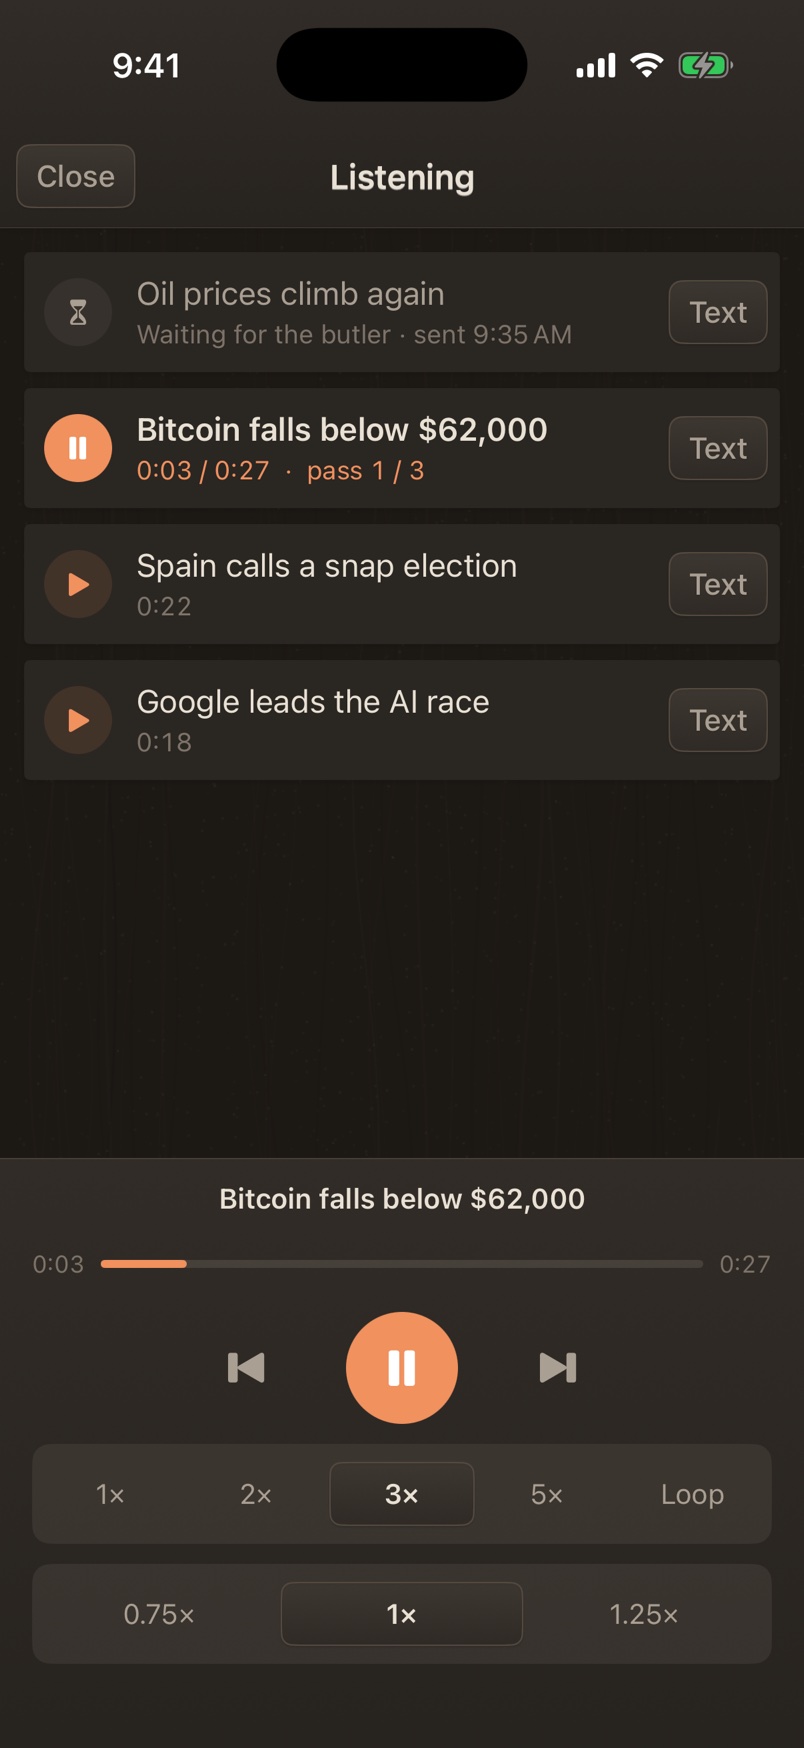 9:41
Close
Listening
Oil prices climb again
Waiting for the butler · sent 9:35 AM
Text
Bitcoin falls below $62,000
0:03 / 0:27 · pass 1 / 3
Text
Spain calls a snap election
0:22
Text
Google leads the AI race
0:18
Text
Bitcoin falls below $62,000
0:03
0:27
1× 2× 3× 5× Loop
0.75× 1× 1.25×